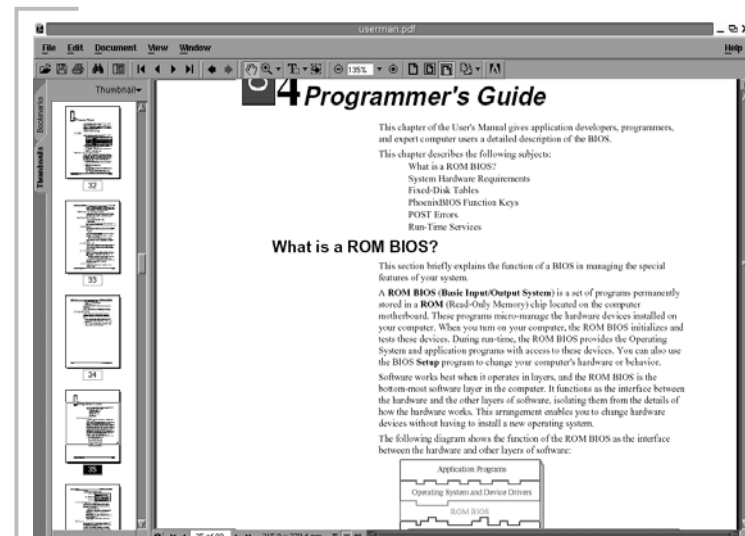 userman.pdf
File Edit Document View Window Help
135%
Bookmarks
Thumbnails
Thumbnail
32
33
34
35
4 Programmer's Guide
This chapter of the User's Manual gives application developers, programmers,
and expert computer users a detailed description of the BIOS.
This chapter describes the following subjects:
What is a ROM BIOS?
System Hardware Requirements
Fixed-Disk Tables
PhoenixBIOS Function Keys
POST Errors
Run-Time Services
What is a ROM BIOS?
This section briefly explains the function of a BIOS in managing the special
features of your system.
A ROM BIOS (Basic Input/Output System) is a set of programs permanently
stored in a ROM (Read-Only Memory) chip located on the computer
motherboard. These programs micro-manage the hardware devices installed on
your computer. When you turn on your computer, the ROM BIOS initializes and
tests these devices. During run-time, the ROM BIOS provides the Operating
System and application programs with access to these devices. You can also use
the BIOS Setup program to change your computer's hardware or behavior.
Software works best when it operates in layers, and the ROM BIOS is the
bottom-most software layer in the computer. It functions as the interface between
the hardware and the other layers of software, isolating them from the details of
how the hardware works. This arrangement enables you to change hardware
devices without having to install a new operating system.
The following diagram shows the function of the ROM BIOS as the interface
between the hardware and other layers of software:
Application Programs
Operating System and Device Drivers
ROM BIOS